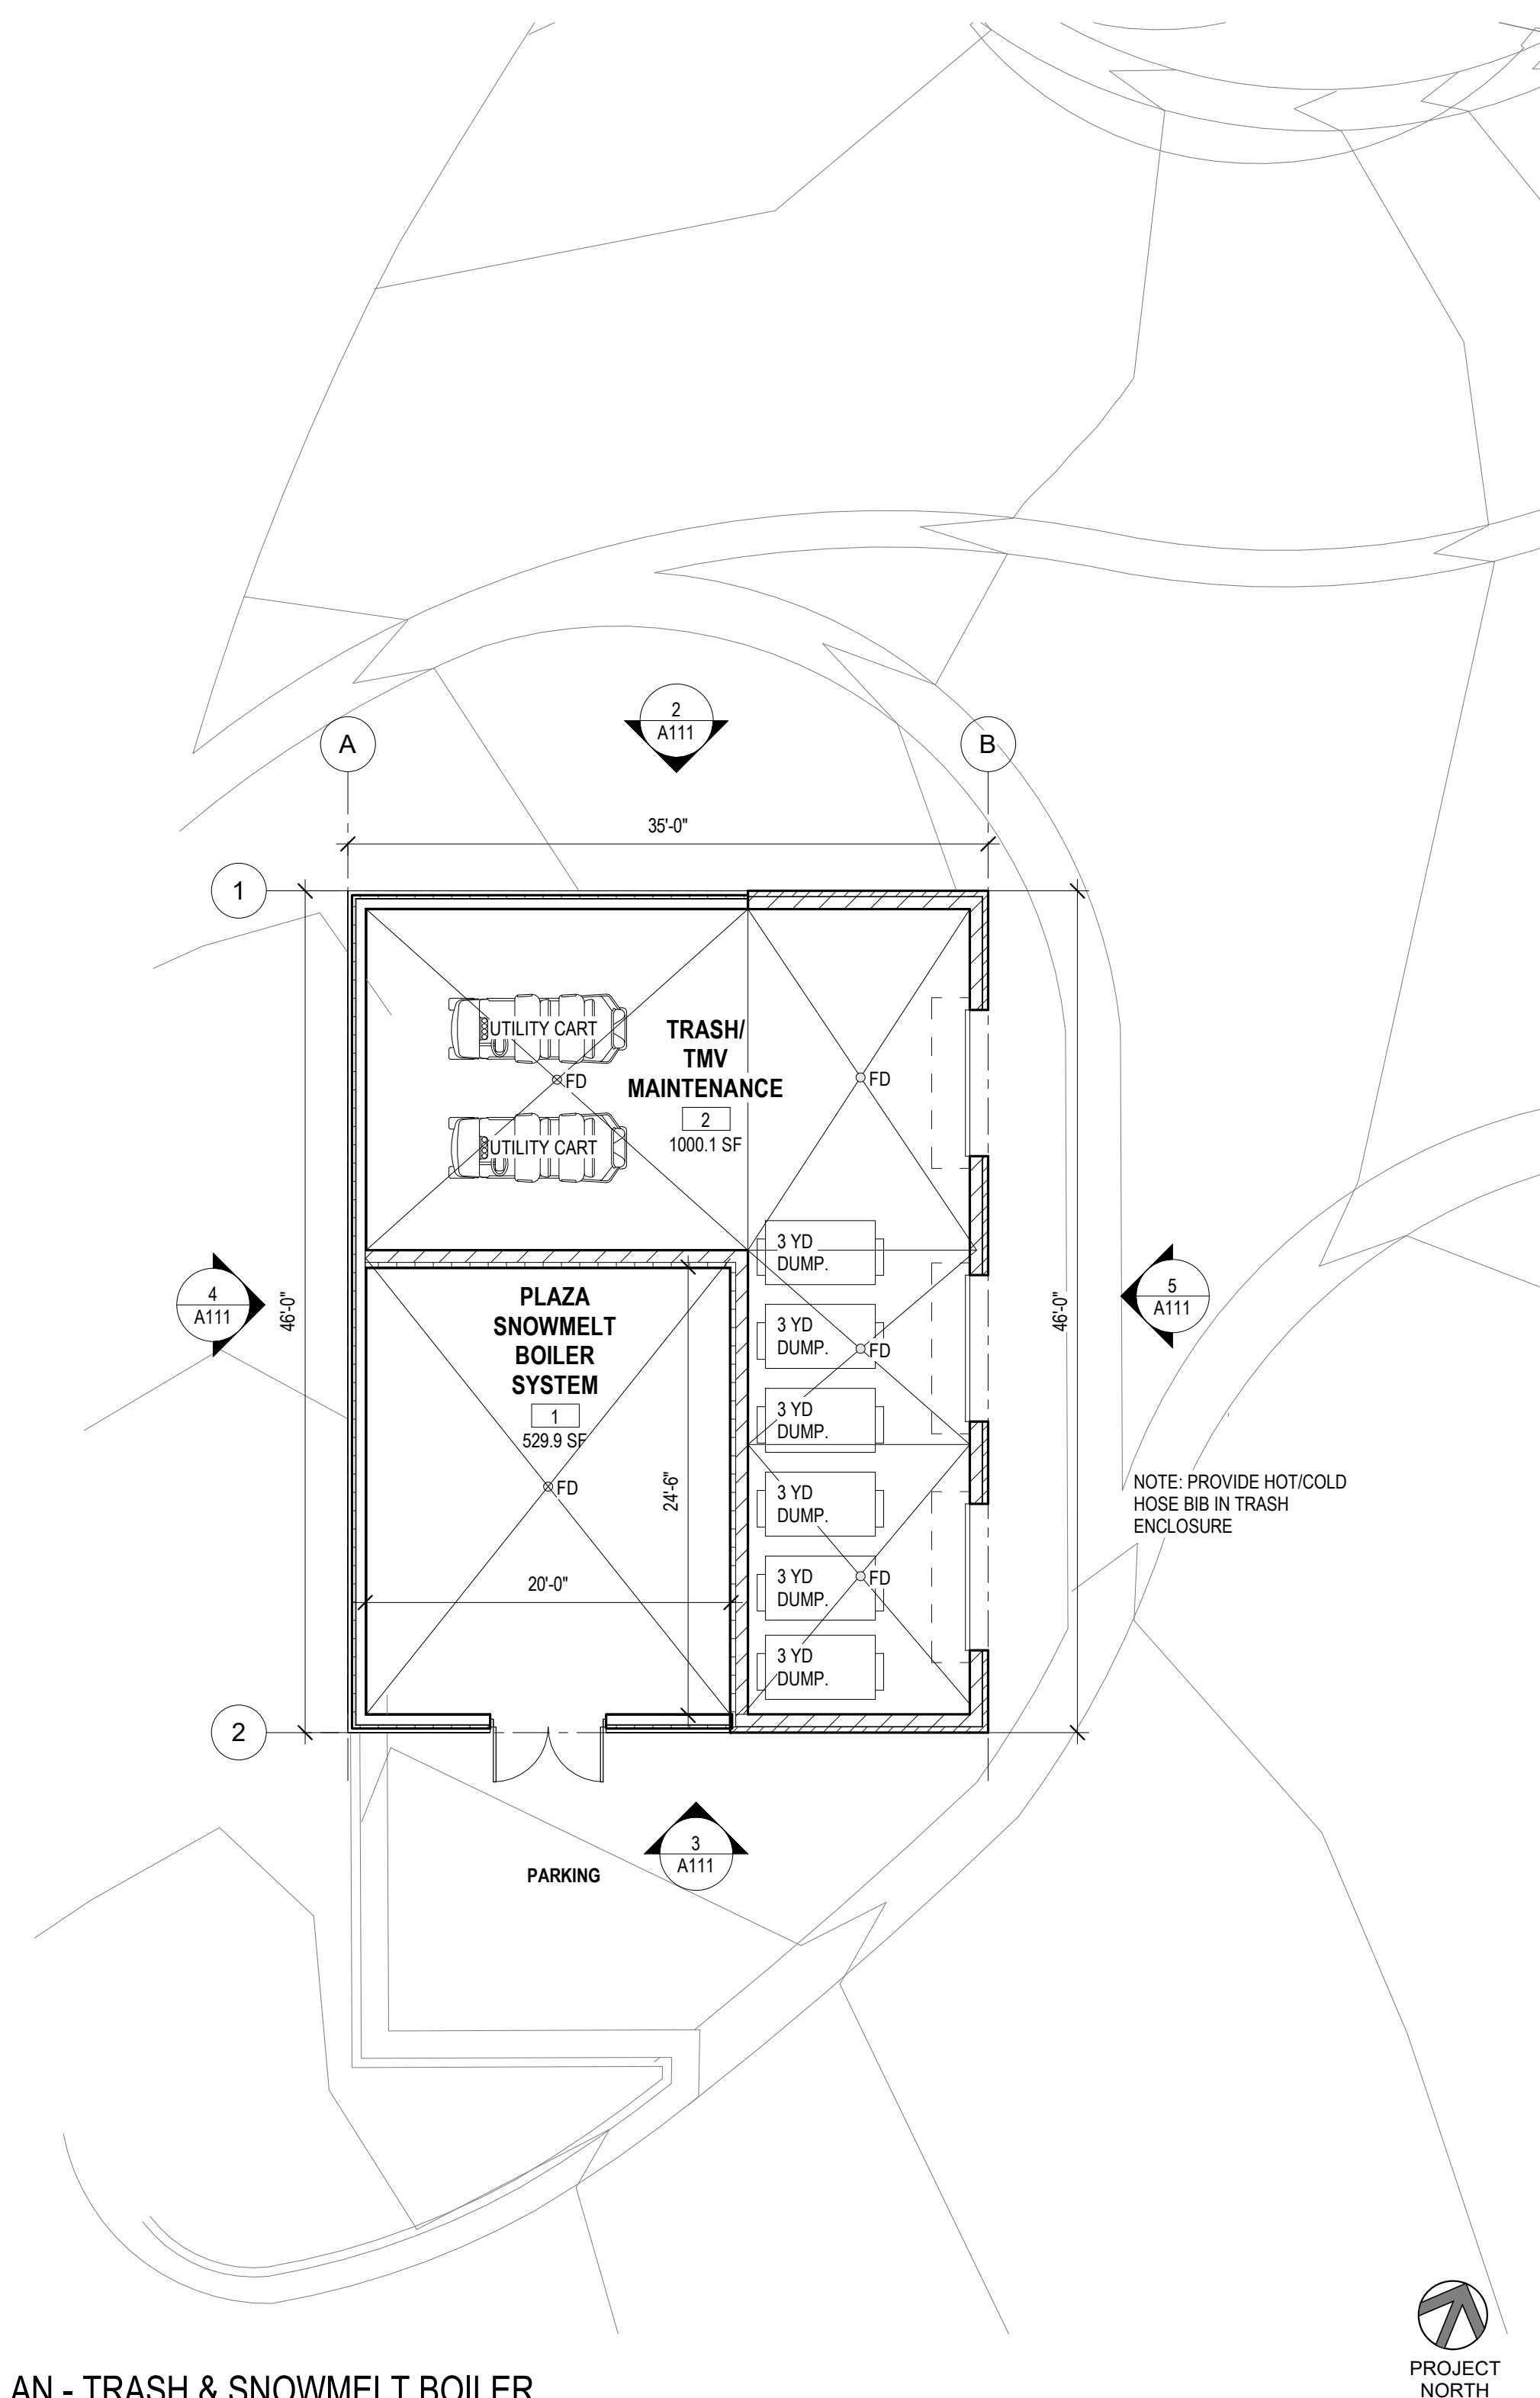 2
A111
A
B
35'-0"
1
UTILITY CART
TRASH/
TMV
MAINTENANCE
2
1000.1 SF
FD
FD
UTILITY CART
4
A111
46'-0"
46'-0"
5
A111
3 YD
DUMP.
PLAZA
SNOWMELT
BOILER
SYSTEM
1
529.9 SF
FD
24'-6"
20'-0"
3 YD
DUMP.
FD
3 YD
DUMP.
3 YD
DUMP.
3 YD
DUMP.
FD
3 YD
DUMP.
NOTE: PROVIDE HOT/COLD
HOSE BIB IN TRASH
ENCLOSURE
2
3
A111
PARKING
PROJECT
NORTH
AN - TRASH & SNOWMELT BOILER